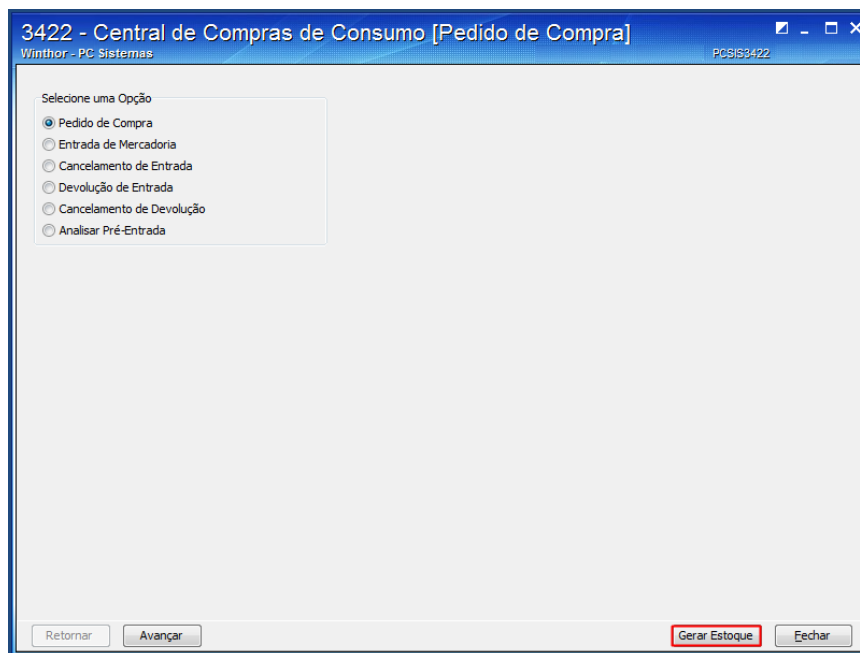 3422 - Central de Compras de Consumo [Pedido de Compra]
Winthor - PC Sistemas PCSIS3422
Selecione uma Opção
Pedido de Compra
Entrada de Mercadoria
Cancelamento de Entrada
Devolução de Entrada
Cancelamento de Devolução
Analisar Pré-Entrada
Retornar Avançar Gerar Estoque Fechar